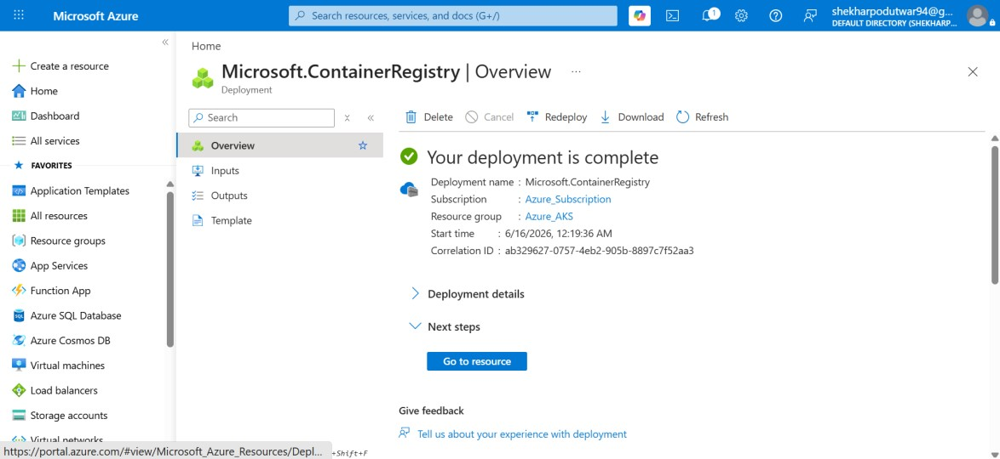 Microsoft Azure
Search resources, services, and docs (G+/)
1
shekharpodutwar94@g...
DEFAULT DIRECTORY (SHEKHARP...
Create a resource
Home
Dashboard
All services
FAVORITES
Application Templates
All resources
Resource groups
App Services
Function App
Azure SQL Database
Azure Cosmos DB
Virtual machines
Load balancers
Storage accounts
Virtual networks
https://portal.azure.com/#view/Microsoft_Azure_Resources/Depl...
Home
Microsoft.ContainerRegistry | Overview ...
Deployment
Search
Overview
Inputs
Outputs
Template
+Shift+F
Delete Cancel Redeploy Download Refresh
Your deployment is complete
Deployment name : Microsoft.ContainerRegistry
Subscription : Azure_Subscription
Resource group : Azure_AKS
Start time : 6/16/2026, 12:19:36 AM
Correlation ID : ab329627-0757-4eb2-905b-8897c7f52aa3
Deployment details
Next steps
Go to resource
Give feedback
Tell us about your experience with deployment